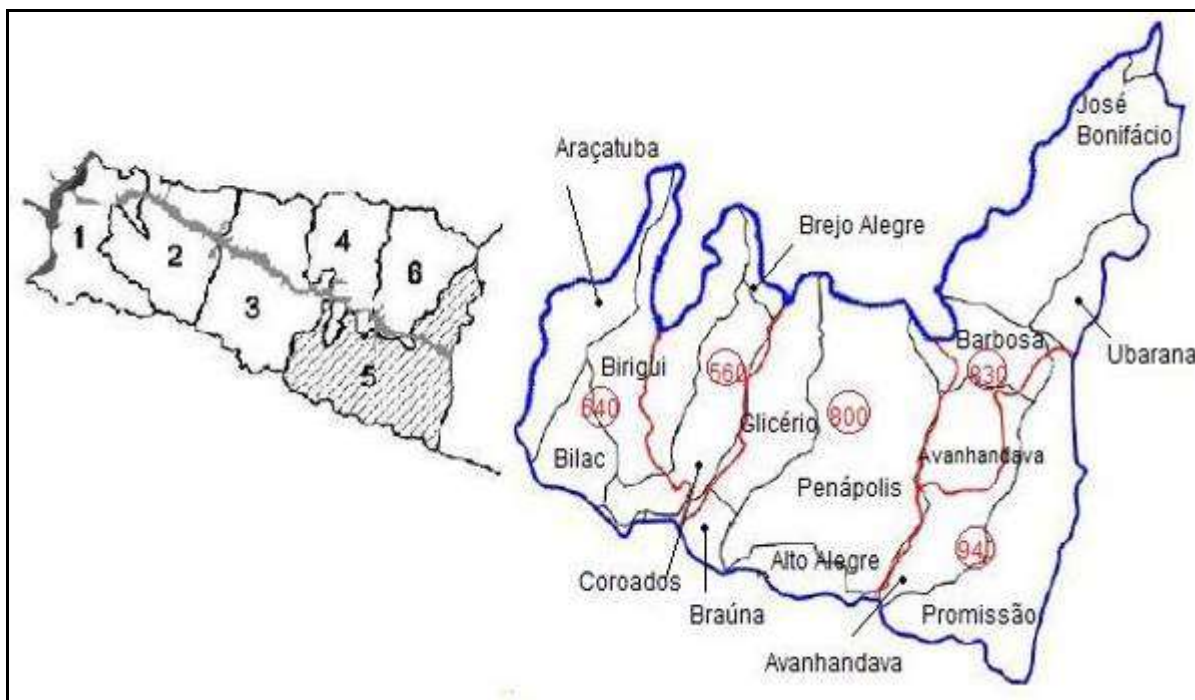 1
2
3
4
5
6
José
Bonifácio
Araçatuba
Brejo Alegre
Barbosa
Ubarana
Birigui
560
830
640
Glicério
800
Avanhandava
Bilac
Penápolis
Alto Alegre
940
Coroados
Braúna
Promissão
Avanhandava